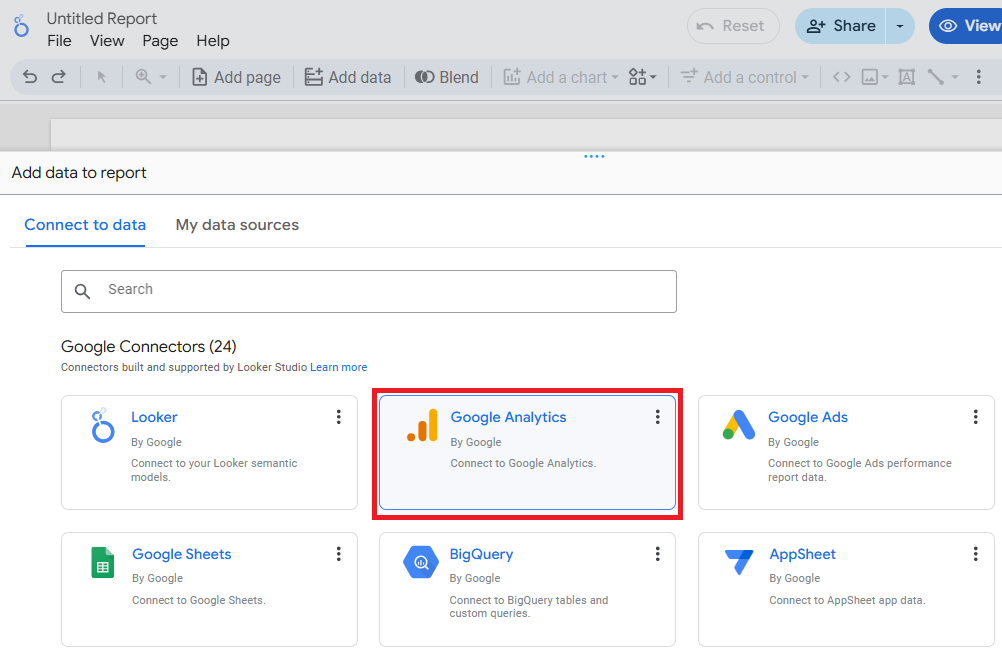 Untitled Report
File View Page Help
Reset Share View
Add page Add data Blend Add a chart Add a control
Add data to report
Connect to data My data sources
Search
Google Connectors (24)
Connectors built and supported by Looker Studio Learn more
Looker
By Google
Connect to your Looker semantic
models.
Google Analytics
By Google
Connect to Google Analytics.
Google Ads
By Google
Connect to Google Ads performance
report data.
Google Sheets
By Google
Connect to Google Sheets.
BigQuery
By Google
Connect to BigQuery tables and
custom queries.
AppSheet
By Google
Connect to AppSheet app data.